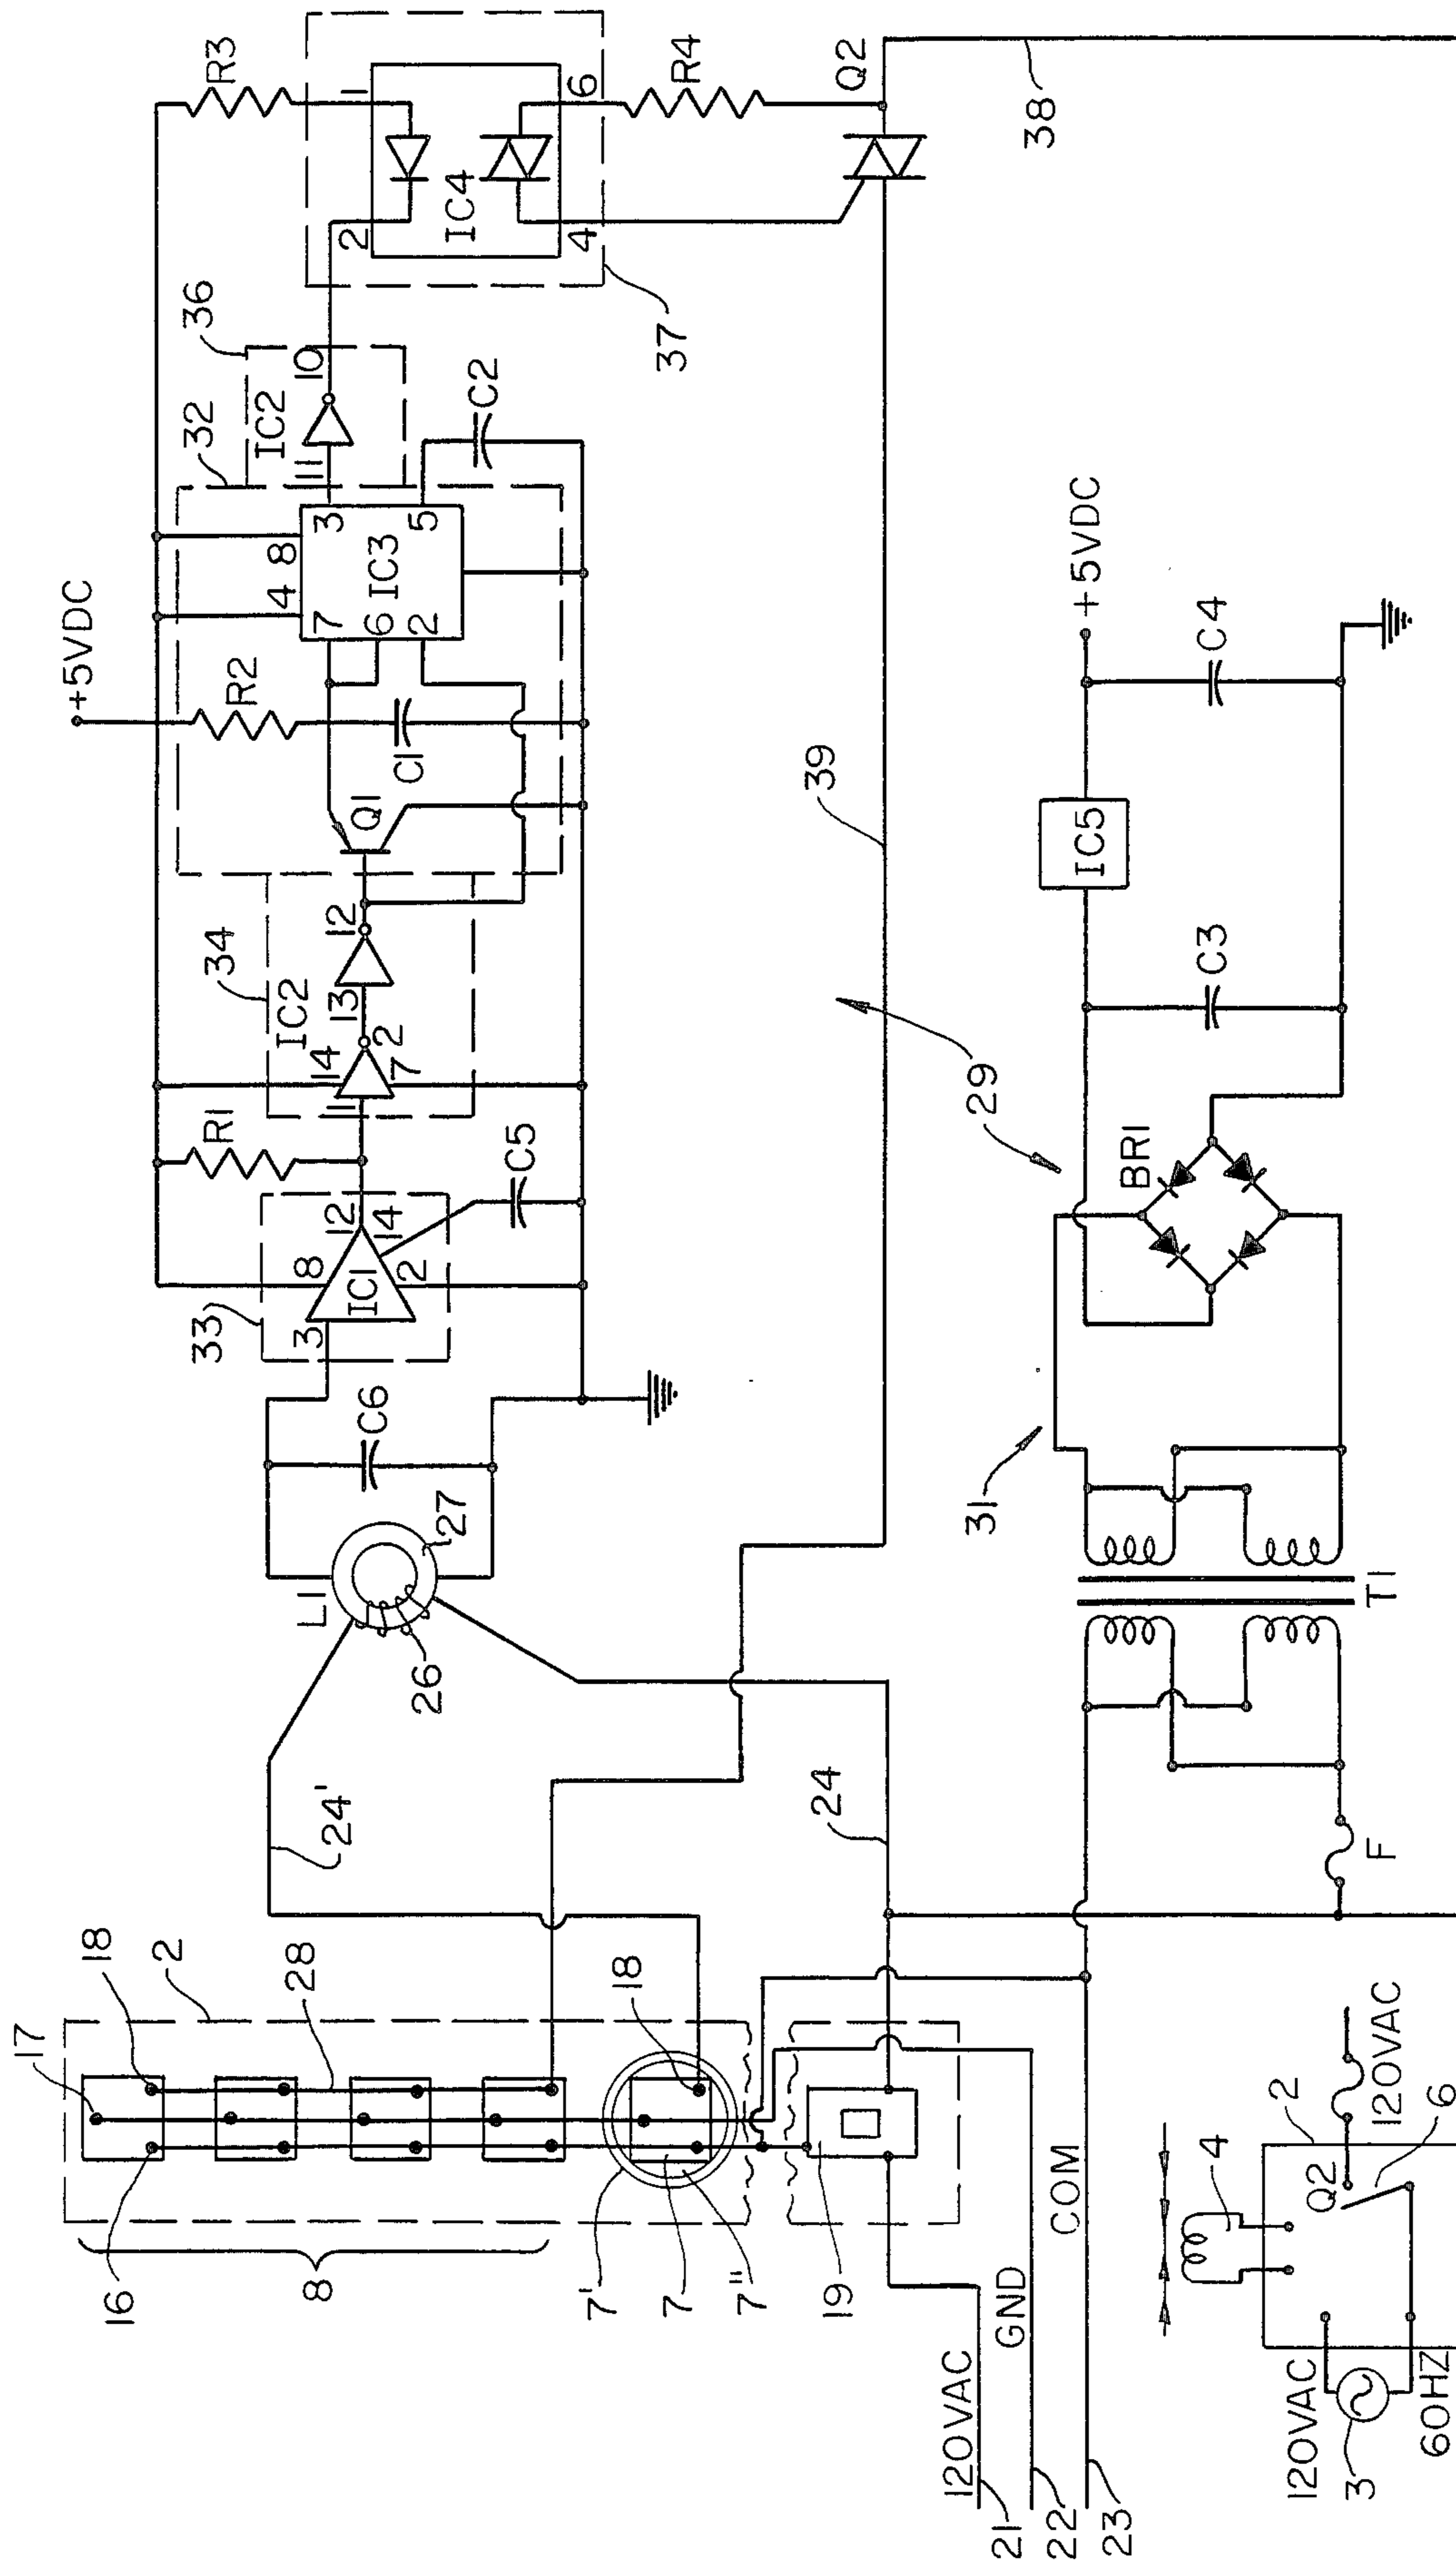 17
18
28
2
16
8
7'
7
7"
18
19
24'
24
120VAC
GND
COM
21
22
23
L1
26
27
C6
33
3
8
IC1
2
12
14
C5
R1
34
IC2
1
14
7
2
13
12
Q1
+5VDC
R2
C1
32
7
6
2
4
8
IC3
3
5
C2
36
IC2
11
10
37
2
1
IC4
4
6
R3
R4
Q2
38
39
29
31
T1
F
BR1
C3
IC5
C4
+5VDC
120VAC
60HZ
3
4
Q2
2
6
120VAC